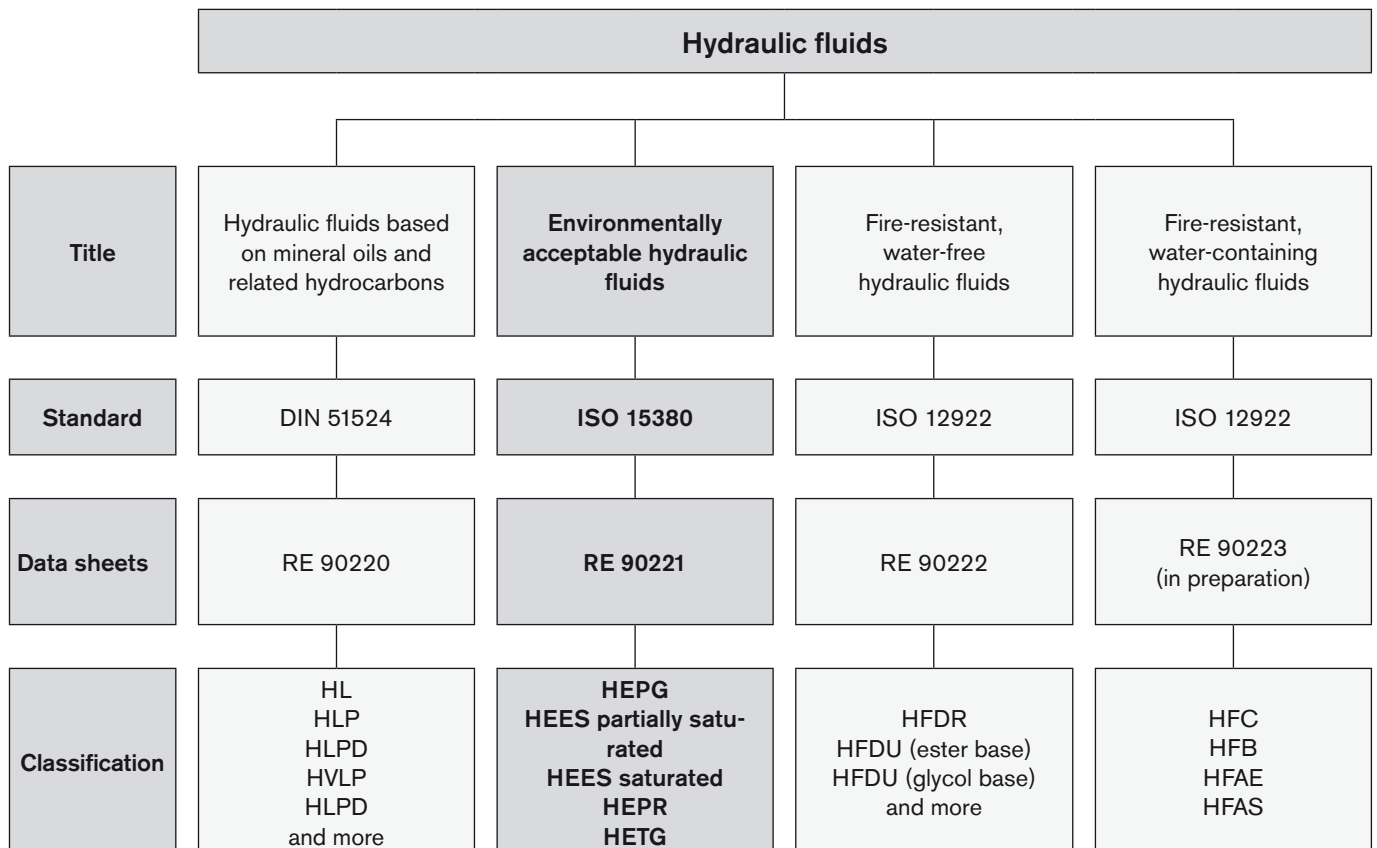 Hydraulic fluids
Title
Hydraulic fluids based
on mineral oils and
related hydrocarbons
Environmentally
acceptable hydraulic
fluids
Fire-resistant,
water-free
hydraulic fluids
Fire-resistant,
water-containing
hydraulic fluids
Standard
DIN 51524
ISO 15380
ISO 12922
ISO 12922
Data sheets
RE 90220
RE 90221
RE 90222
RE 90223
(in preparation)
Classification
HL
HLP
HLPD
HVLP
HLPD
and more
HEPG
HEES partially satu-
rated
HEES saturated
HEPR
HETG
HFDR
HFDU (ester base)
HFDU (glycol base)
and more
HFC
HFB
HFAE
HFAS